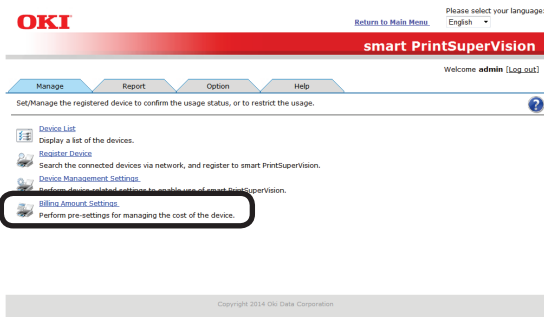 Please select your language:
OKI
Return to Main Menu
English
smart PrintSuperVision
Welcome admin [Log out]
Manage Report Option Help
Set/Manage the registered device to confirm the usage status, or to restrict the usage.
?
Device List
Display a list of the devices.
Register Device
Search the connected devices via network, and register to smart PrintSuperVision.
Device Management Settings
Perform device-related settings to enable use of smart PrintSuperVision.
Billing Amount Settings
Perform pre-settings for managing the cost of the device.
Copyright 2014 Oki Data Corporation.